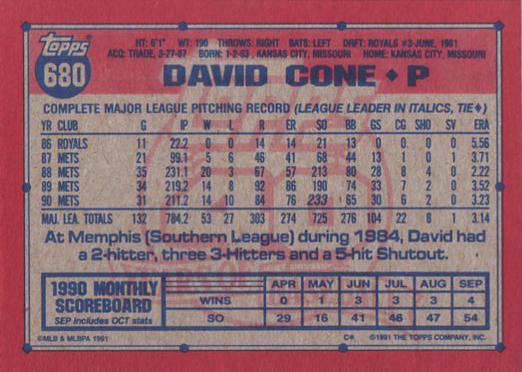 Topps
680
HT: 6'1" WT: 190 THROWS: RIGHT BATS: LEFT DRFT: ROYALS #3-JUNE, 1981
ACQ: TRADE, 3-27-87 BORN: 1-2-63, KANSAS CITY, MISSOURI HOME: KANSAS CITY, MISSOURI
DAVID CONE ♦ P
COMPLETE MAJOR LEAGUE PITCHING RECORD (LEAGUE LEADER IN ITALICS, TIE♦)
YR CLUB G IP W L R ER SO BB GS CG SHO SV ERA
86 ROYALS 11 22.2 0 0 14 14 21 13 0 0 0 0 5.56
87 METS 21 99.1 5 6 46 41 68 44 13 1 0 1 3.71
88 METS 35 231.1 20 3 67 57 213 80 28 8 4 0 2.22
89 METS 34 219.2 14 8 92 86 190 74 33 7 2 0 3.52
90 METS 31 211.2 14 10 84 76 233 65 30 6 2 0 3.23
MAJ. LEA. TOTALS 132 784.2 53 27 303 274 725 276 104 22 8 1 3.14
At Memphis (Southern League) during 1984, David had
a 2-hitter, three 3-Hitters and a 5-hit Shutout.
1990 MONTHLY SCOREBOARD APR MAY JUN JUL AUG SEP
WINS 0 1 3 3 3 4
SEP includes OCT stats SO 29 16 41 46 47 54
©MLB & MLBPA 1991 C* ©1991 THE TOPPS COMPANY, INC.